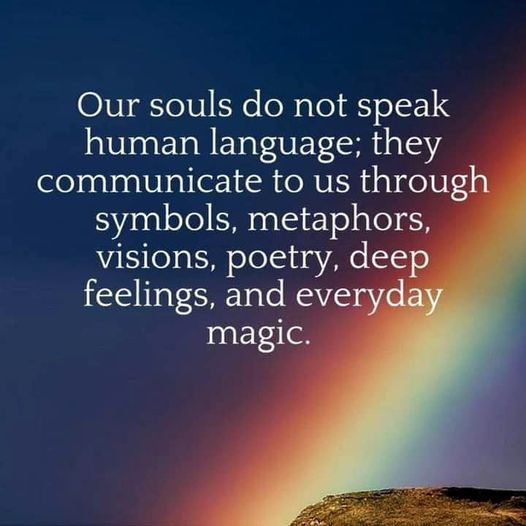 Our souls do not speak
human language; they
communicate to us through
symbols, metaphors,
visions, poetry, deep
feelings, and everyday
magic.